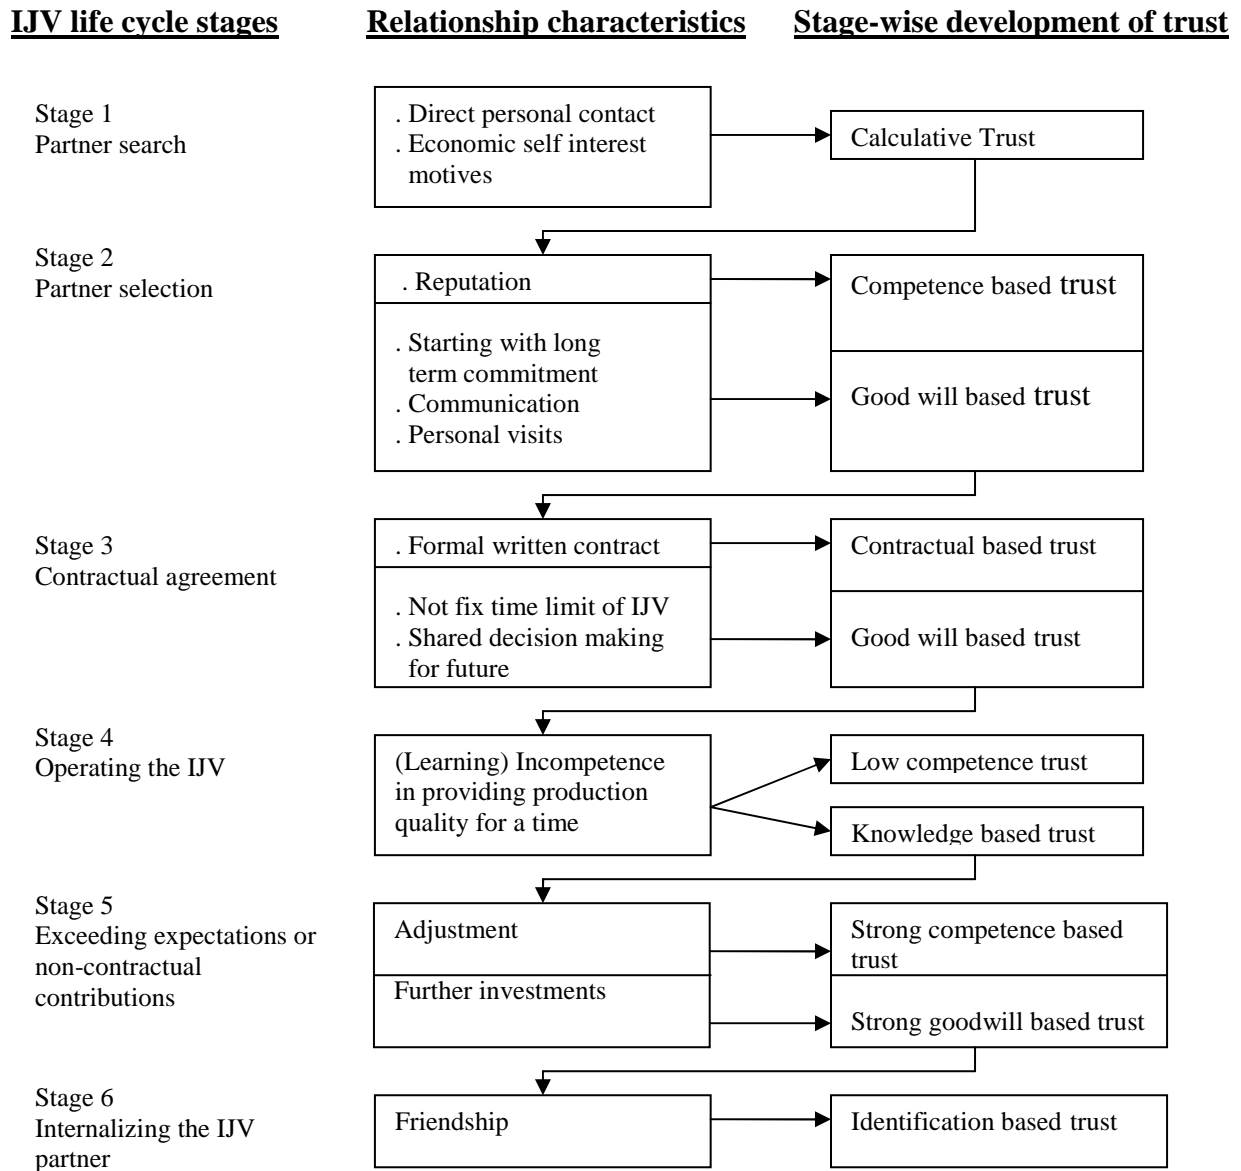 IJV life cycle stages
Relationship characteristics
Stage-wise development of trust
Stage 1
Partner search
. Direct personal contact
. Economic self interest
motives
Calculative Trust
Stage 2
Partner selection
. Reputation
. Starting with long
term commitment
. Communication
. Personal visits
Competence based trust
Good will based trust
Stage 3
Contractual agreement
. Formal written contract
. Not fix time limit of IJV
. Shared decision making
for future
Contractual based trust
Good will based trust
Stage 4
Operating the IJV
(Learning) Incompetence
in providing production
quality for a time
Low competence trust
Knowledge based trust
Stage 5
Exceeding expectations or
non-contractual
contributions
Adjustment
Further investments
Strong competence based
trust
Strong goodwill based trust
Stage 6
Internalizing the IJV
partner
Friendship
Identification based trust